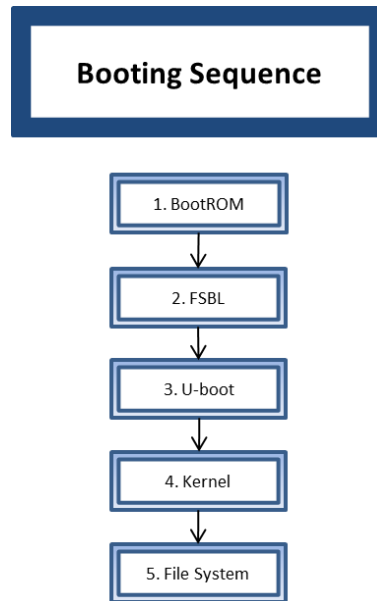 Booting Sequence
1. BootROM
2. FSBL
3. U-boot
4. Kernel
5. File System